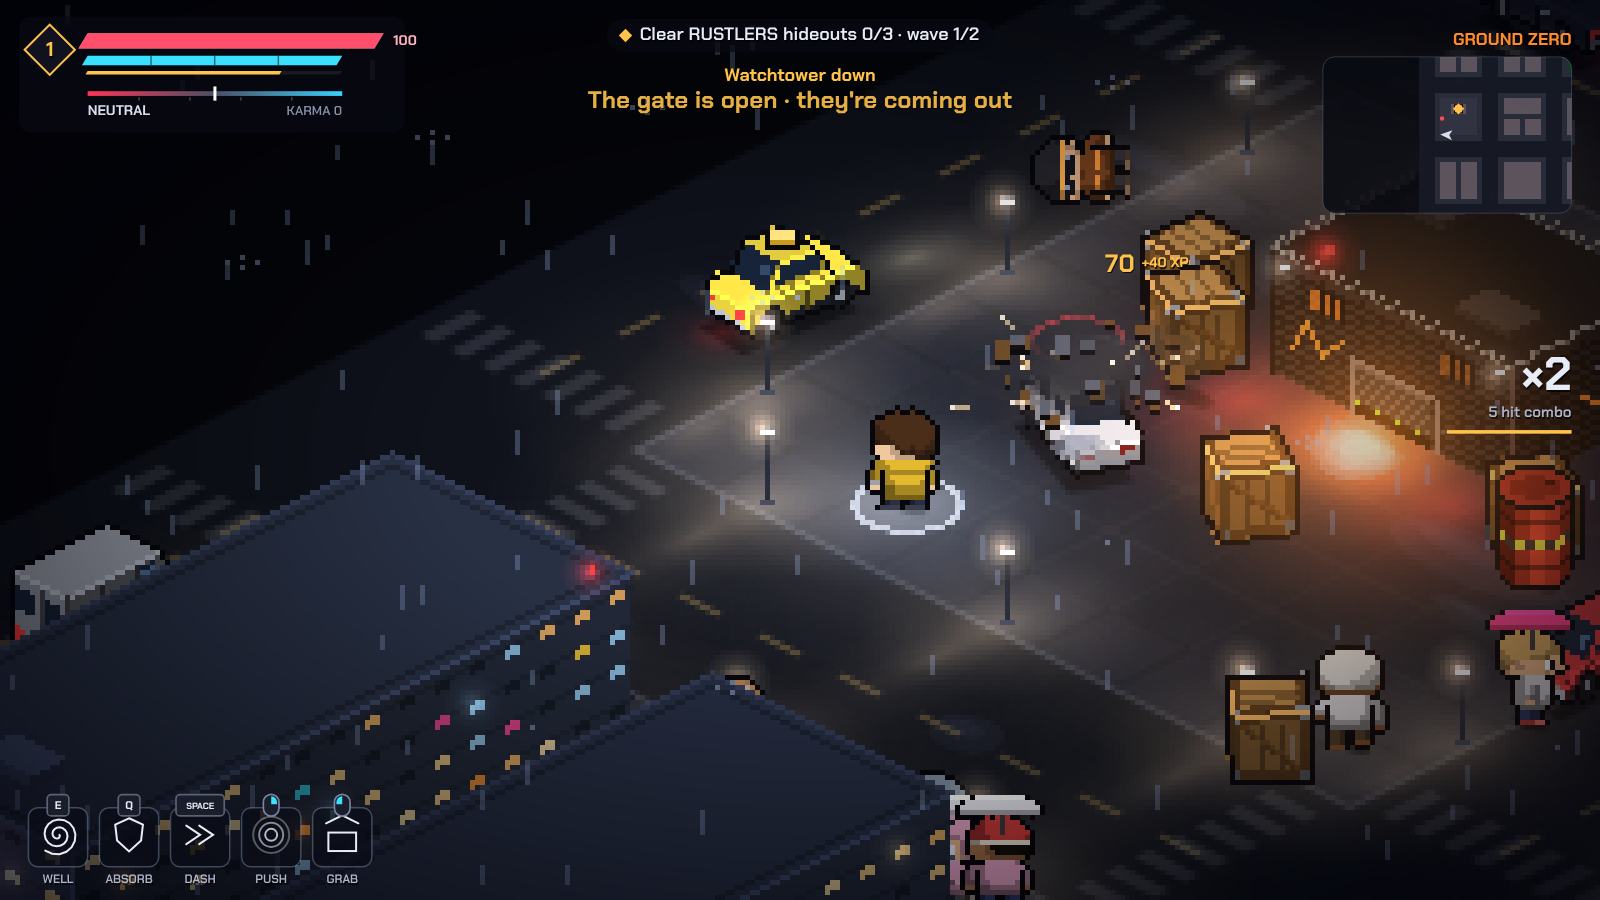 1
100
NEUTRAL
KARMA 0
◆ Clear RUSTLERS hideouts 0/3 · wave 1/2
Watchtower down
The gate is open · they're coming out
GROUND ZERO
70 +40 XP
×2
5 hit combo
E
Q
SPACE
WELL
ABSORB
DASH
PUSH
GRAB